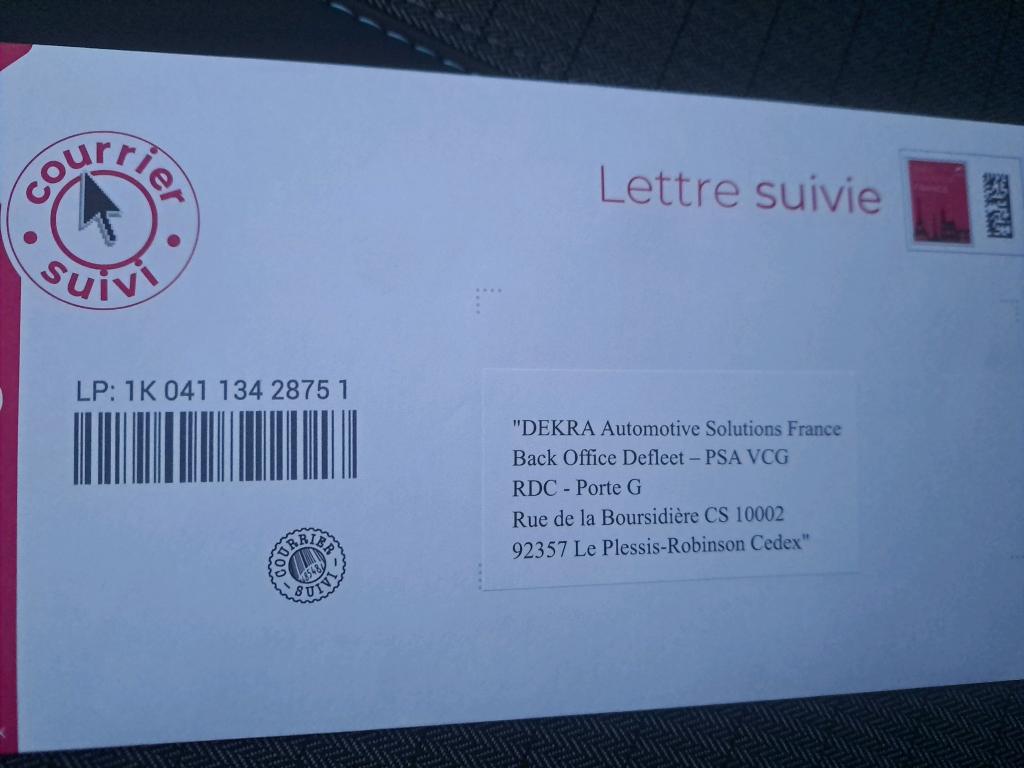 courrier
suivi
Lettre suivie
FRANCE
LP: 1K 041 134 2875 1
"DEKRA Automotive Solutions France
Back Office Defleet – PSA VCG
RDC - Porte G
Rue de la Boursidière CS 10002
92357 Le Plessis-Robinson Cedex"
COURRIER
SUIVI